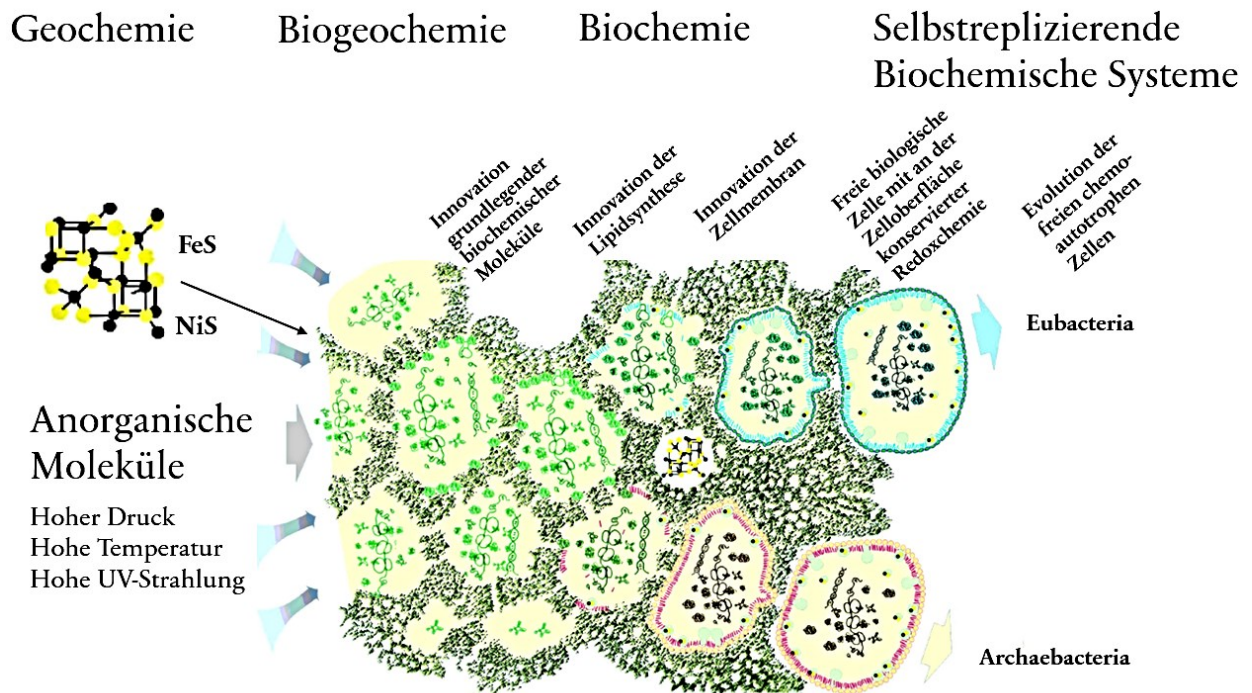 Geochemie
Biogeochemie
Biochemie
Selbstreplizierende
Biochemische Systeme
Innovation
grundlegender
biochemischer
Moleküle
Innovation der
Lipidsynthese
Innovation der
Zellmembran
Freie biologische
Zelle mit an der
Zelloberfläche
konservierter
Redoxchemie
Evolution der
freien chemo-
autotrophen
Zellen
FeS
NiS
Eubacteria
Anorganische
Moleküle
Hoher Druck
Hohe Temperatur
Hohe UV-Strahlung
Archaebacteria